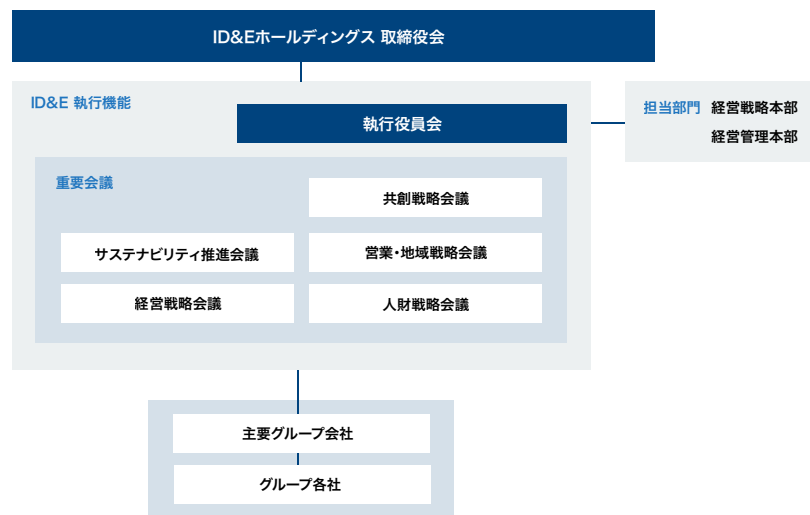 ID&Eホールディングス 取締役会
ID&E 執行機能
執行役員会
担当部門 経営戦略本部
経営管理本部
重要会議
共創戦略会議
サステナビリティ推進会議
営業・地域戦略会議
経営戦略会議
人財戦略会議
主要グループ会社
グループ各社